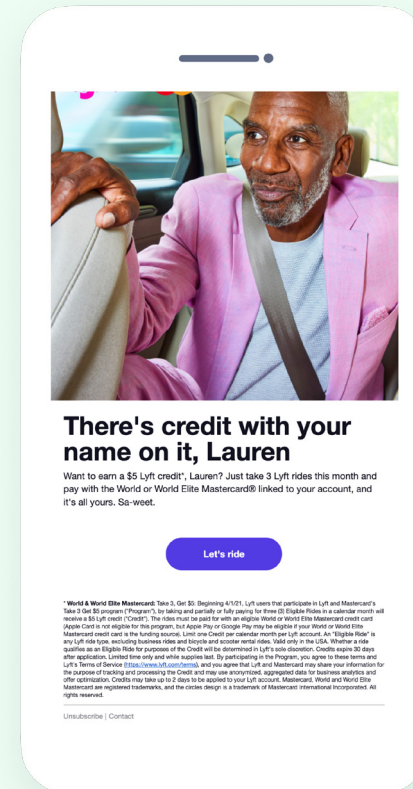 There's credit with your
name on it, Lauren
Want to earn a $5 Lyft credit*, Lauren? Just take 3 Lyft rides this month and
pay with the World or World Elite Mastercard® linked to your account, and
it's all yours. Sa-weet.
Let's ride
* World & World Elite Mastercard: Take 3, Get $5: Beginning 4/1/21, Lyft users that participate in Lyft and Mastercard's
Take 3 Get $5 program ("Program"), by taking and partially or fully paying for three (3) Eligible Rides in a calendar month will
receive a $5 Lyft credit ("Credit"). The rides must be paid for with an eligible World or World Elite Mastercard credit card
(Apple Card is not eligible for this program, but Apple Pay or Google Pay may be eligible if your World or World Elite
Mastercard credit card is the funding source). Limit one Credit per calendar month per Lyft account. An "Eligible Ride" is
any Lyft ride type, excluding business rides and bicycle and scooter rental rides. Valid only in the USA. Whether a ride
qualifies as an Eligible Ride for purposes of the Credit will be determined in Lyft's sole discretion. Credits expire 30 days
after application. Limited time only and while supplies last. By participating in the Program, you agree to these terms and
Lyft's Terms of Service (https://www.lyft.com/terms), and you agree that Lyft and Mastercard may share your information for
the purpose of tracking and processing the Credit and may use anonymized, aggregated data for business analytics and
offer optimization. Credits may take up to 2 days to be applied to your Lyft account. Mastercard, World and World Elite
Mastercard are registered trademarks, and the circles design is a trademark of Mastercard International Incorporated. All
rights reserved.
Unsubscribe | Contact